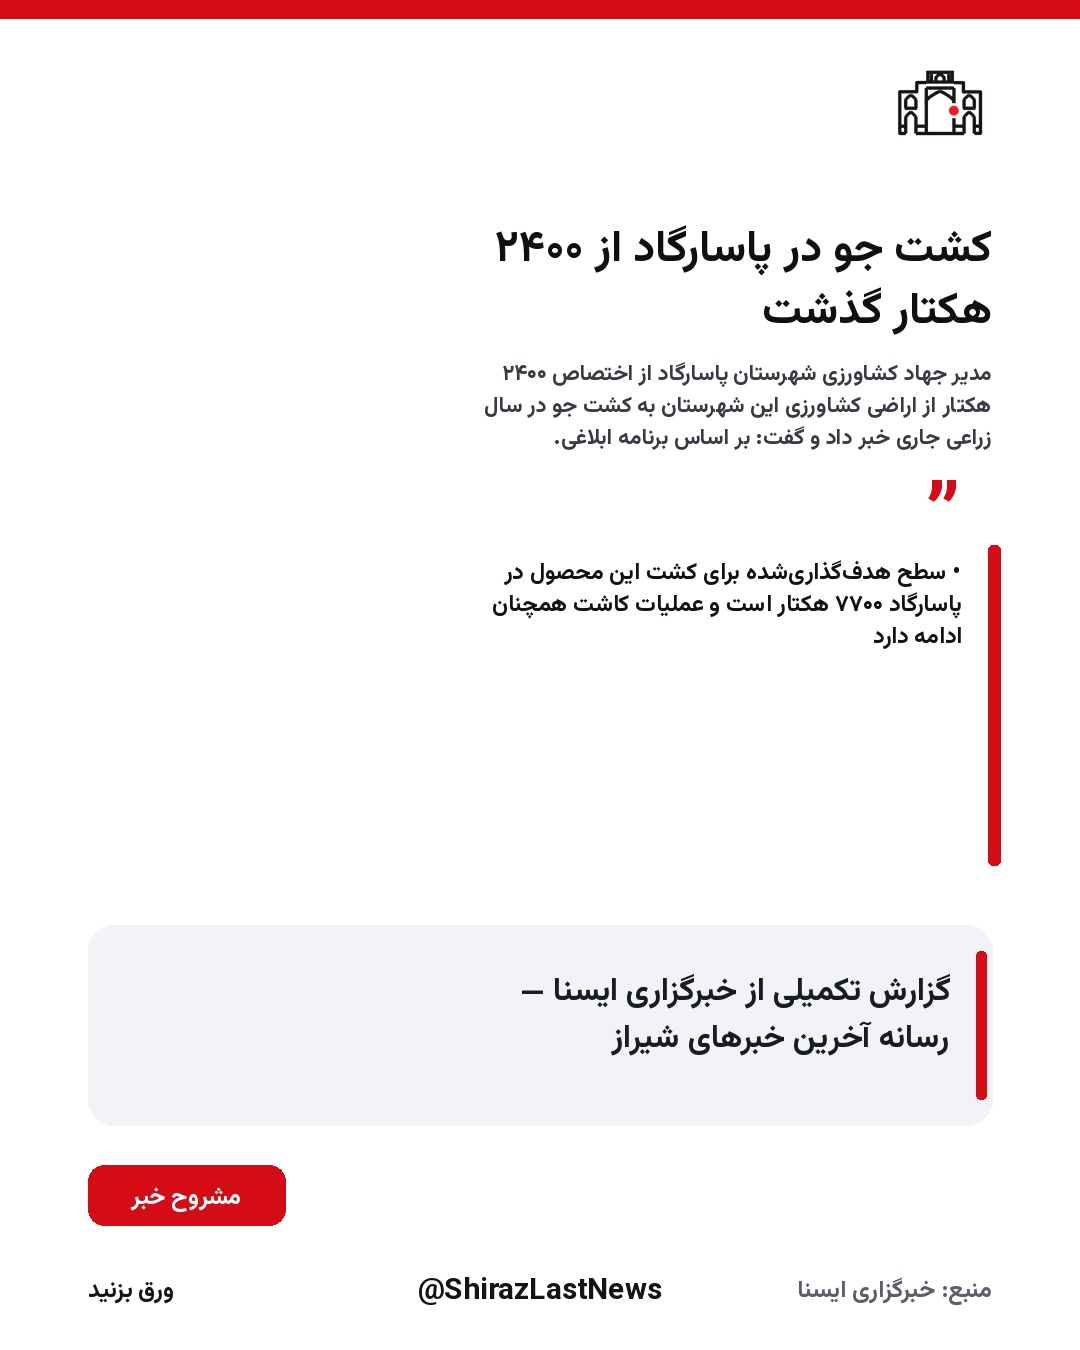 کشت جو در پاسارگاد از ۲۴۰۰
هکتار گذشت
مدیر جهاد کشاورزی شهرستان پاسارگاد از اختصاص ۲۴۰۰
هکتار از اراضی کشاورزی این شهرستان به کشت جو در سال
زراعی جاری خبر داد و گفت: بر اساس برنامه ابلاغی.
”
• سطح هدف‌گذاری‌شده برای کشت این محصول در
پاسارگاد ۷۷۰۰ هکتار است و عملیات کاشت همچنان
ادامه دارد
گزارش تکمیلی از خبرگزاری ایسنا –
رسانه آخرین خبرهای شیراز
مشروح خبر
منبع: خبرگزاری ایسنا
@ShirazLastNews
ورق بزنید